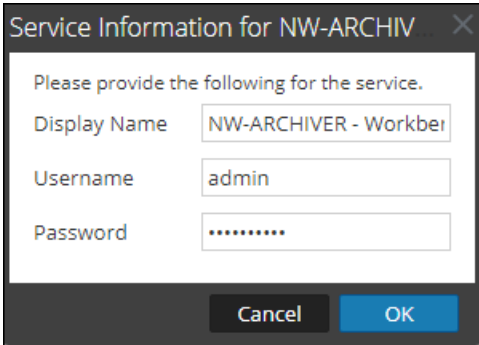 Service Information for NW-ARCHIV...
Please provide the following for the service.
Display Name NW-ARCHIVER - Workber
Username admin
Password ••••••••••
Cancel OK